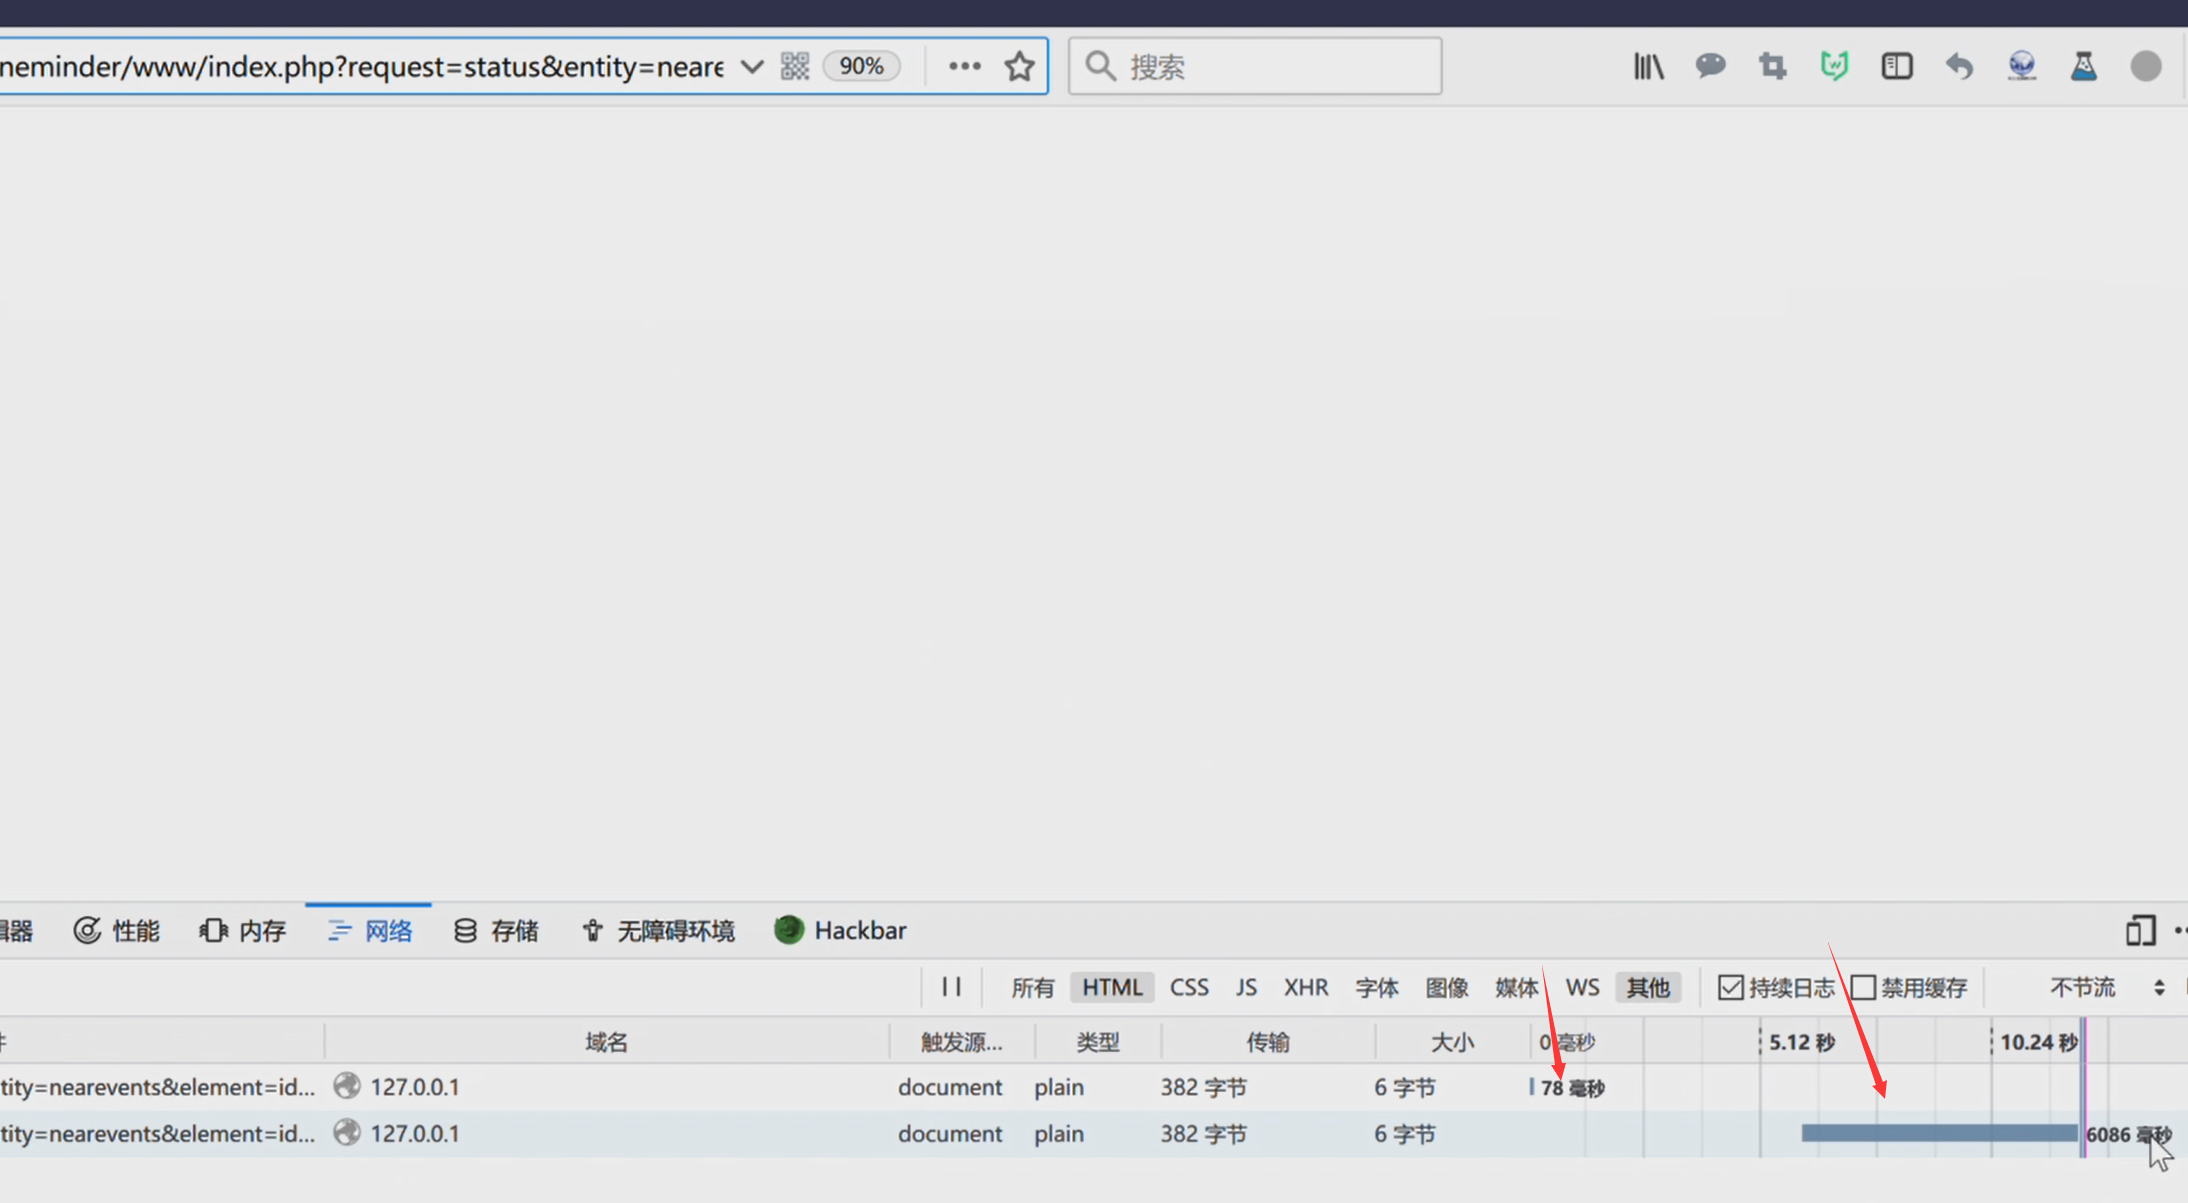 neminder/www/index.php?request=status&entity=neare 90% 搜索
辑器 性能 内存 网络 存储 无障碍环境 Hackbar
所有 HTML CSS JS XHR 字体 图像 媒体 WS 其他 持续日志 禁用缓存 不节流
域名 触发源... 类型 传输 大小 0 毫秒 5.12 秒 10.24 秒
tity=nearevents&element=id... 127.0.0.1 document plain 382 字节 6 字节 78 毫秒
tity=nearevents&element=id... 127.0.0.1 document plain 382 字节 6 字节 6086 毫秒